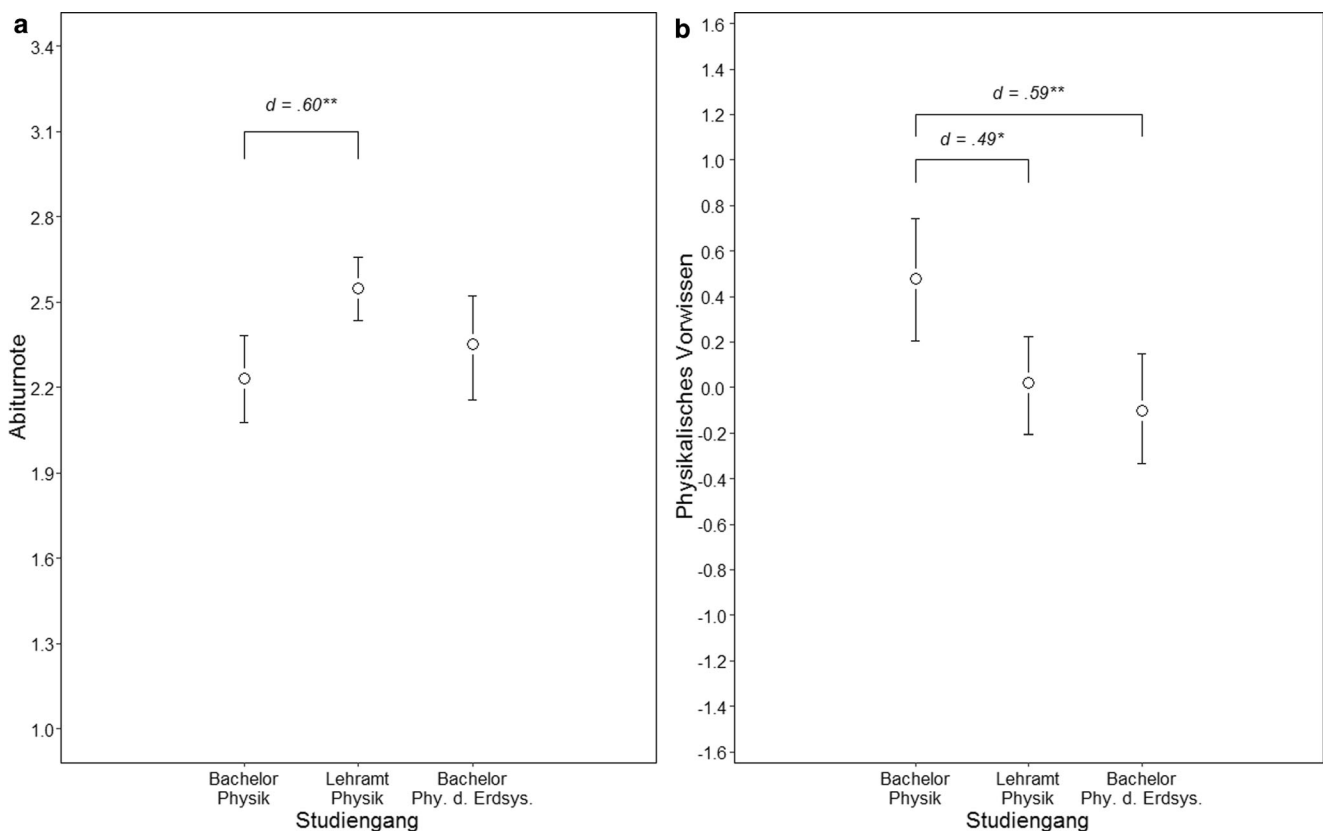 a
d = .60**
Abiturnote
3.4
3.1
2.8
2.5
2.2
1.9
1.6
1.3
1.0
Bachelor Physik
Lehramt Physik
Bachelor Phy. d. Erdsys.
Studiengang
b
d = .59**
d = .49*
Physikalisches Vorwissen
1.6
1.4
1.2
1.0
0.8
0.6
0.4
0.2
0.0
-0.2
-0.4
-0.6
-0.8
-1.0
-1.2
-1.4
-1.6
Bachelor Physik
Lehramt Physik
Bachelor Phy. d. Erdsys.
Studiengang